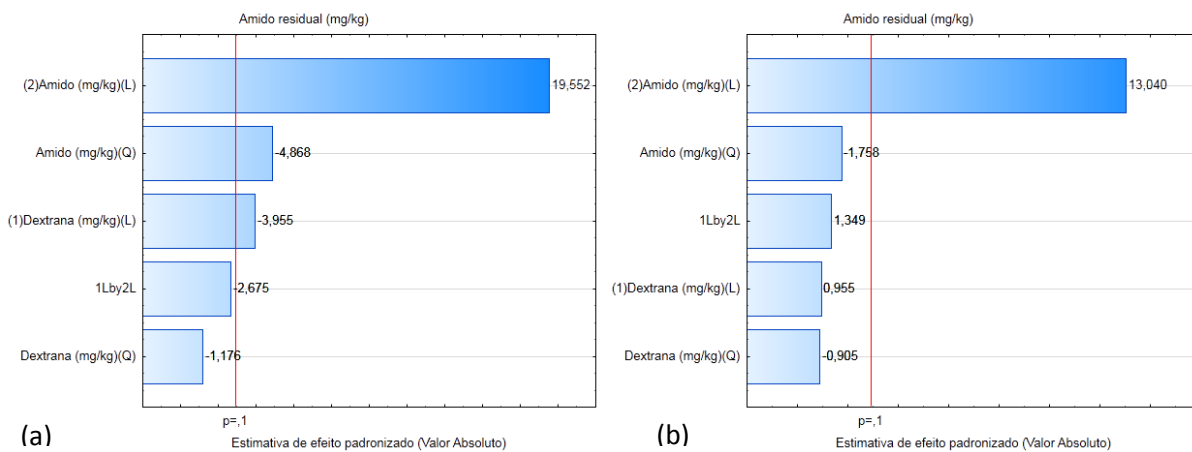 Amido residual (mg/kg)
(2)Amido (mg/kg)(L)
19,552
Amido (mg/kg)(Q)
-4,868
(1)Dextrana (mg/kg)(L)
-3,955
1Lby2L
-2,675
Dextrana (mg/kg)(Q)
-1,176
p=,1
Estimativa de efeito padronizado (Valor Absoluto)
(a)
Amido residual (mg/kg)
(2)Amido (mg/kg)(L)
13,040
Amido (mg/kg)(Q)
-1,758
1Lby2L
1,349
(1)Dextrana (mg/kg)(L)
0,955
Dextrana (mg/kg)(Q)
-0,905
p=,1
Estimativa de efeito padronizado (Valor Absoluto)
(b)